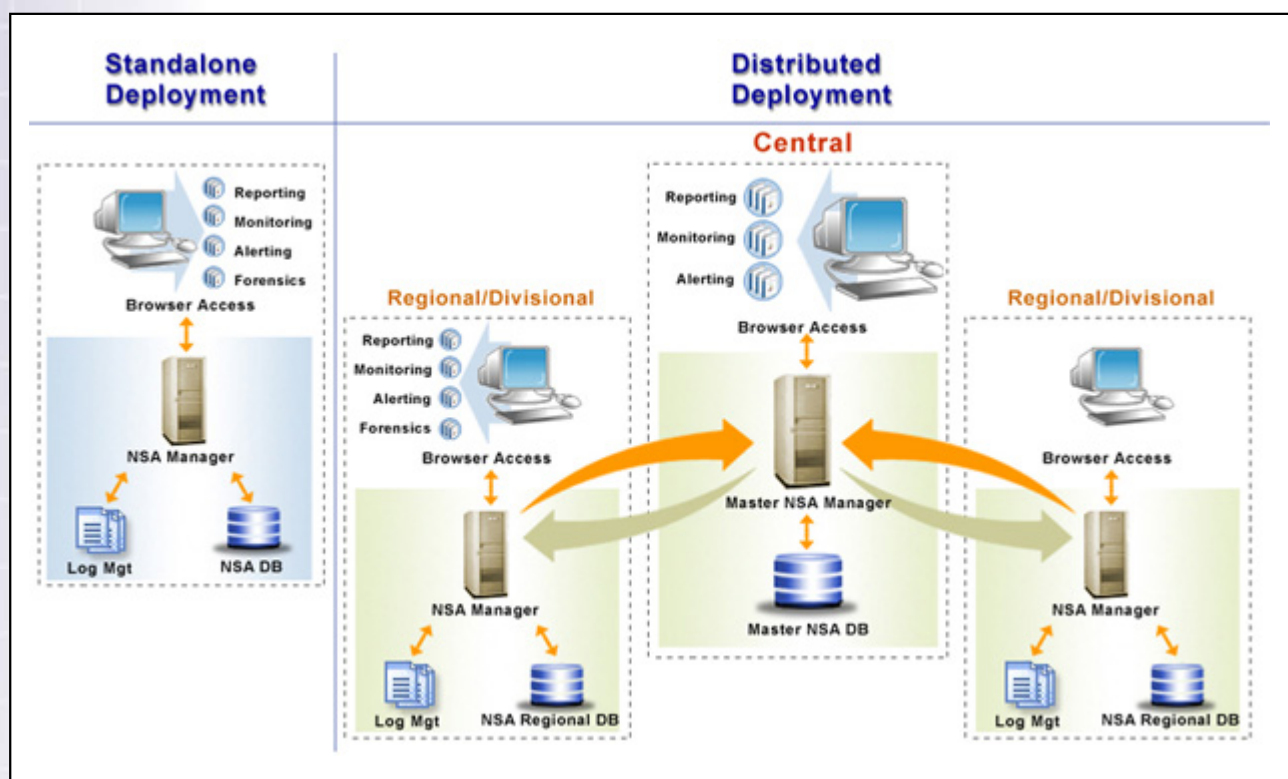 Standalone
Deployment
Distributed
Deployment
Reporting
Monitoring
Alerting
Forensics
Browser Access
NSA Manager
Log Mgt
NSA DB
Regional/Divisional
Reporting
Monitoring
Alerting
Forensics
Browser Access
NSA Manager
Log Mgt
NSA Regional DB
Central
Reporting
Monitoring
Alerting
Browser Access
Master NSA Manager
Master NSA DB
Regional/Divisional
Browser Access
NSA Manager
Log Mgt
NSA Regional DB